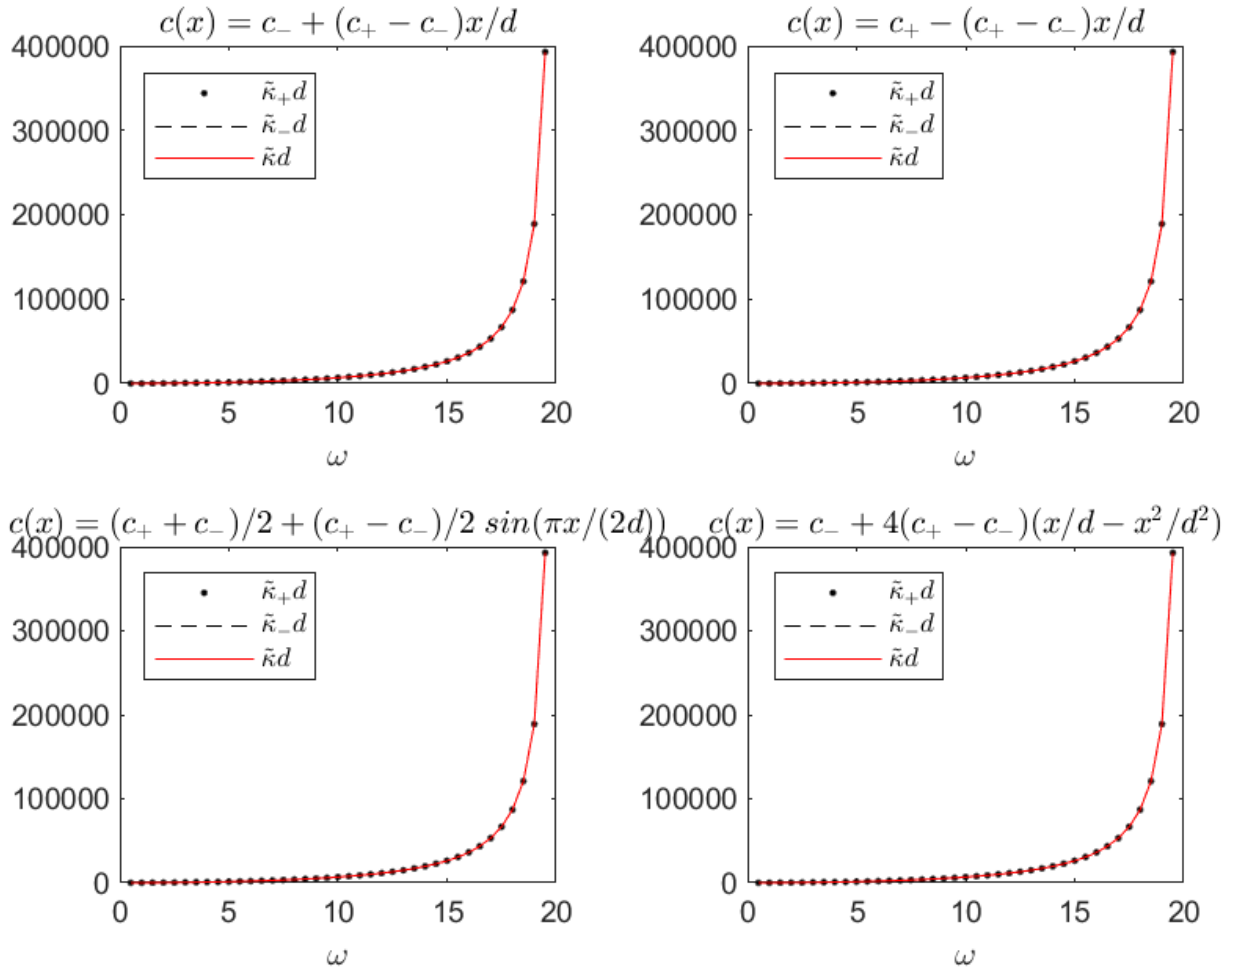 c(x) = c₋ + (c₊ − c₋)x/d
400000
300000
200000
100000
0
κ̃₊d
κ̃₋d
κ̃d
0 5 10 15 20
ω
c(x) = c₊ − (c₊ − c₋)x/d
400000
300000
200000
100000
0
κ̃₊d
κ̃₋d
κ̃d
0 5 10 15 20
ω
c(x) = (c₊ + c₋)/2 + (c₊ − c₋)/2 sin(πx/(2d))
400000
300000
200000
100000
0
κ̃₊d
κ̃₋d
κ̃d
0 5 10 15 20
ω
c(x) = c₋ + 4(c₊ − c₋)(x/d − x²/d²)
400000
300000
200000
100000
0
κ̃₊d
κ̃₋d
κ̃d
0 5 10 15 20
ω